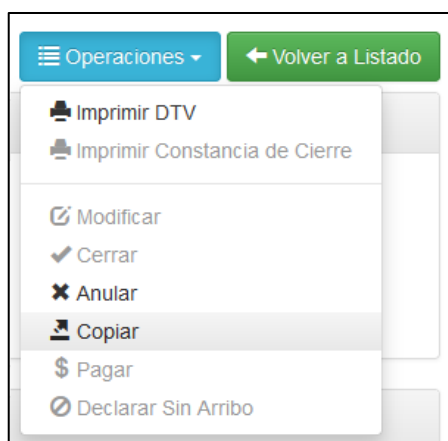 Operaciones Volver a Listado
Imprimir DTV
Imprimir Constancia de Cierre
Modificar
Cerrar
Anular
Copiar
$ Pagar
Declarar Sin Arribo